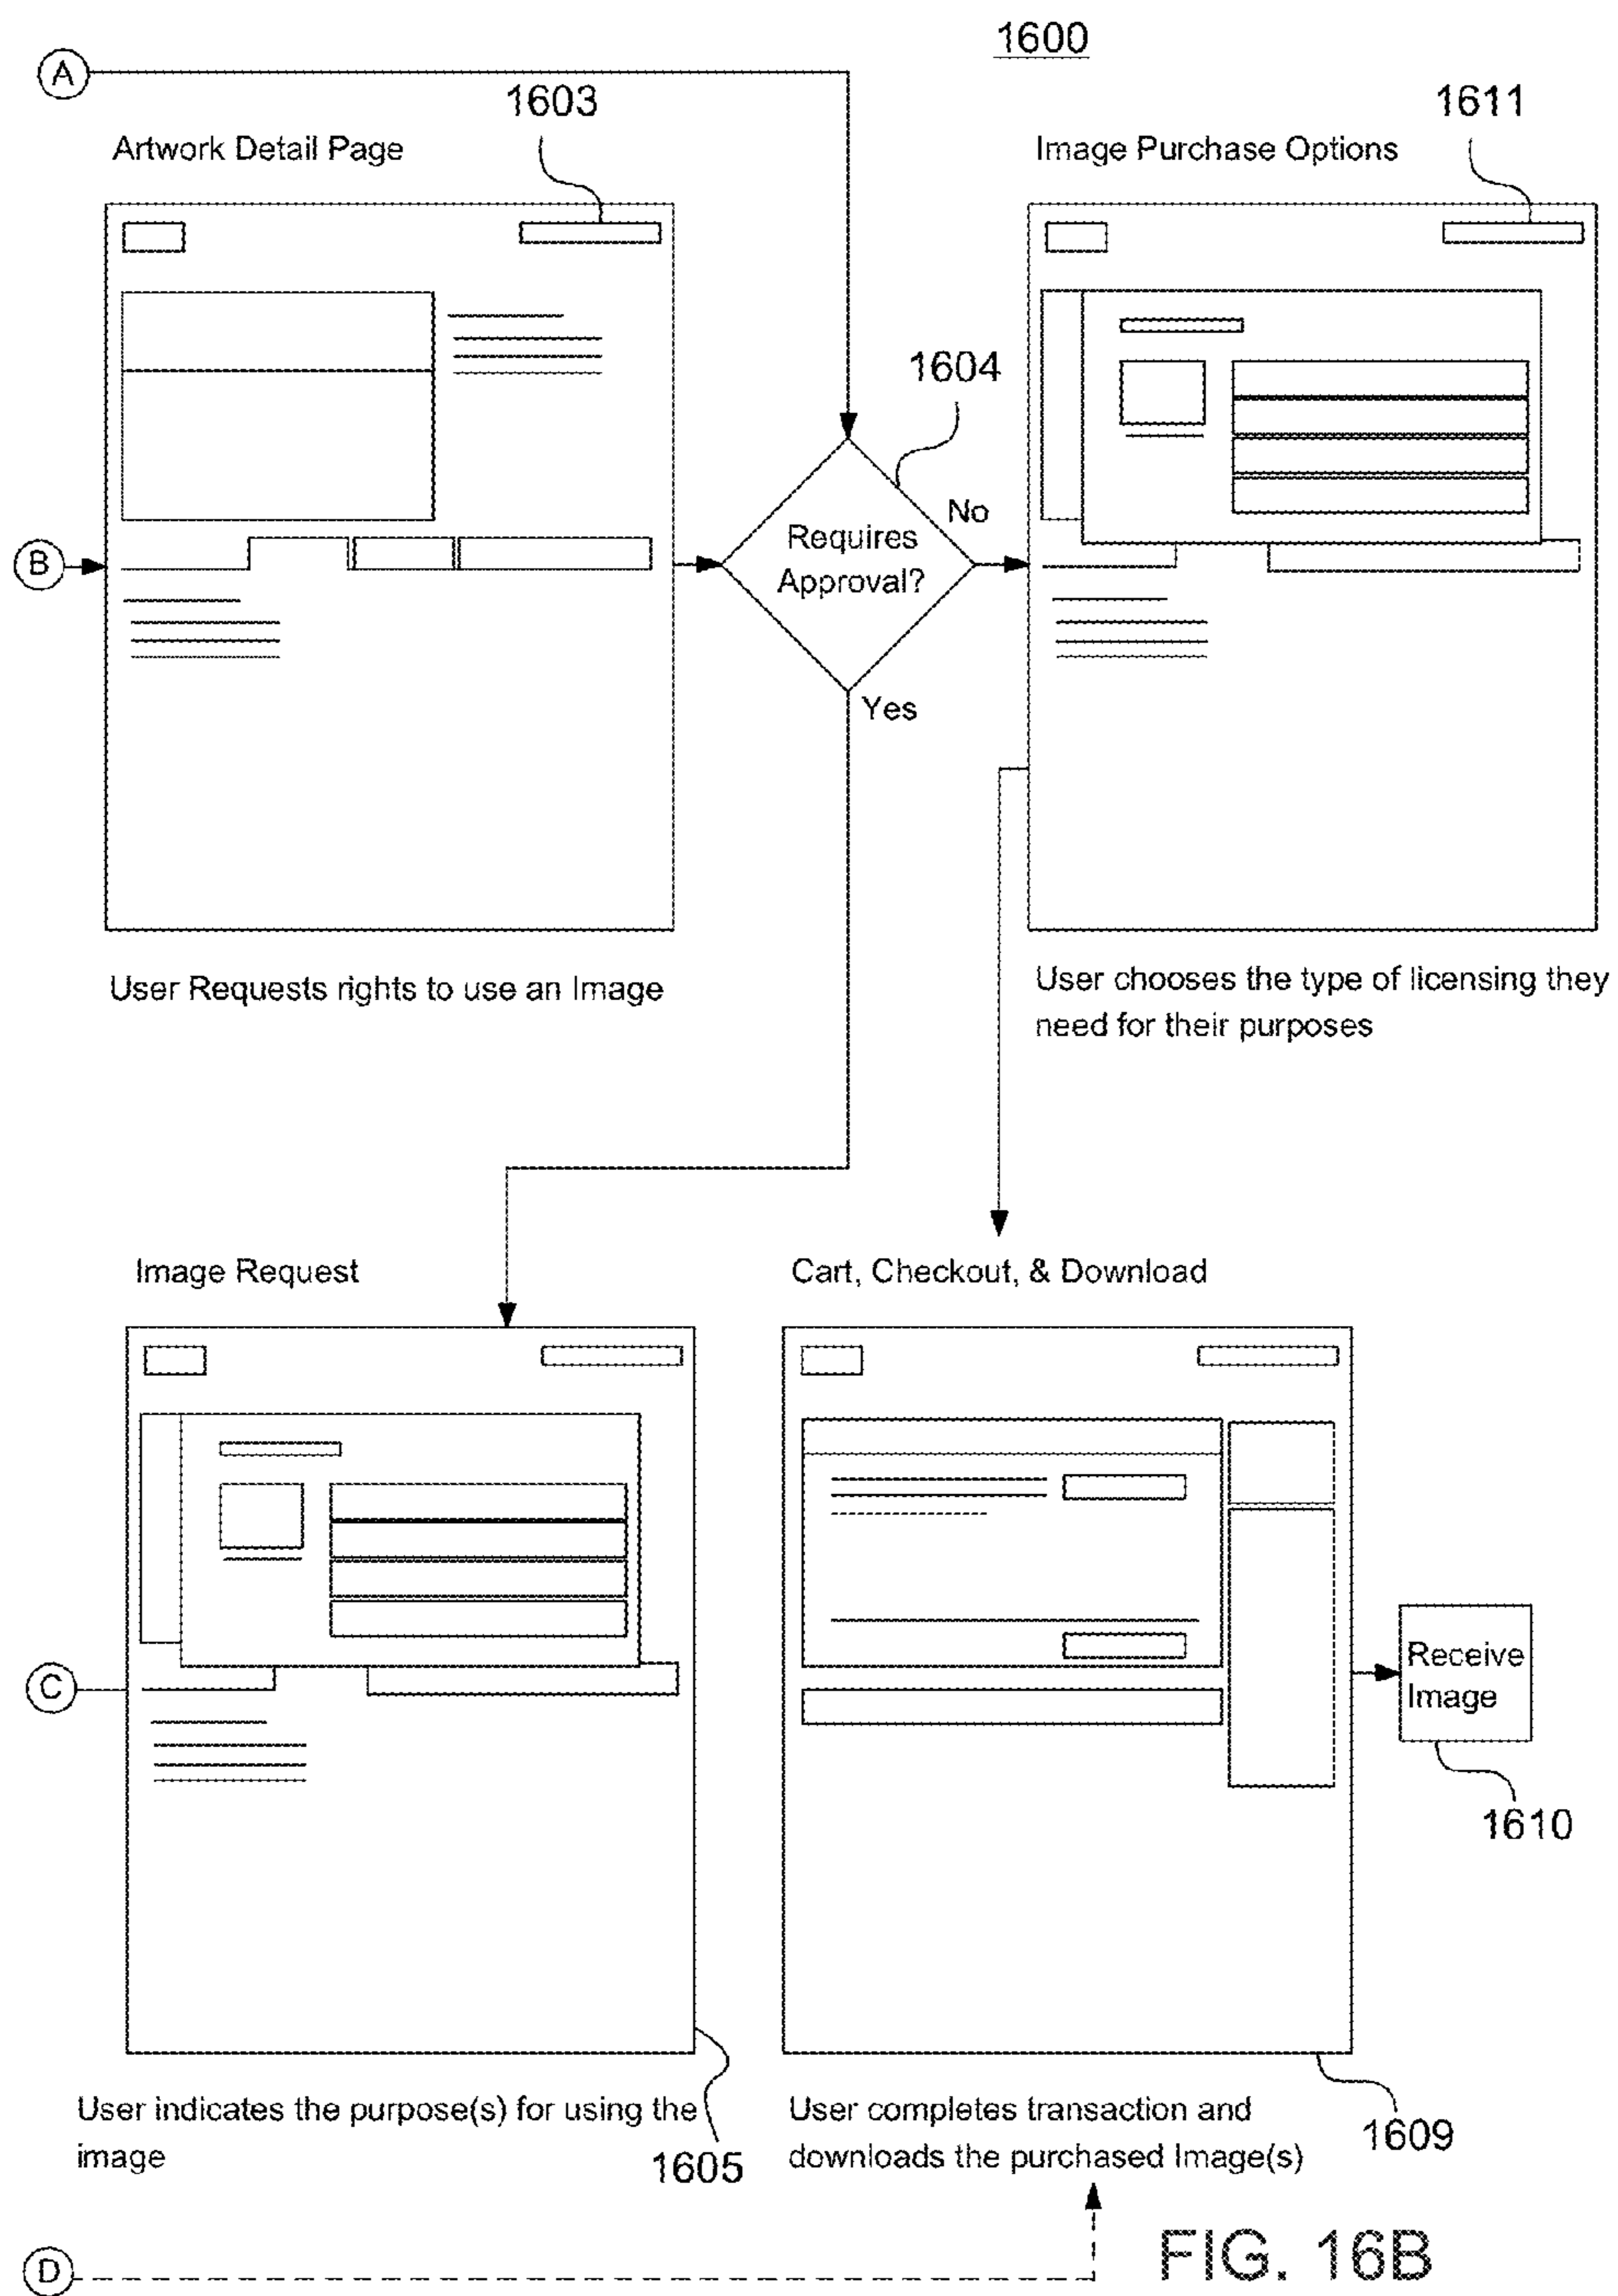 1600
A
1603
1611
Artwork Detail Page
Image Purchase Options
1604
No
Requires
Approval?
B
Yes
User Requests rights to use an Image
User chooses the type of licensing they
need for their purposes
Image Request
Cart, Checkout, & Download
C
Receive
Image
1610
User indicates the purpose(s) for using the
image
1605
User completes transaction and
downloads the purchased Image(s)
1609
D
FIG. 16B